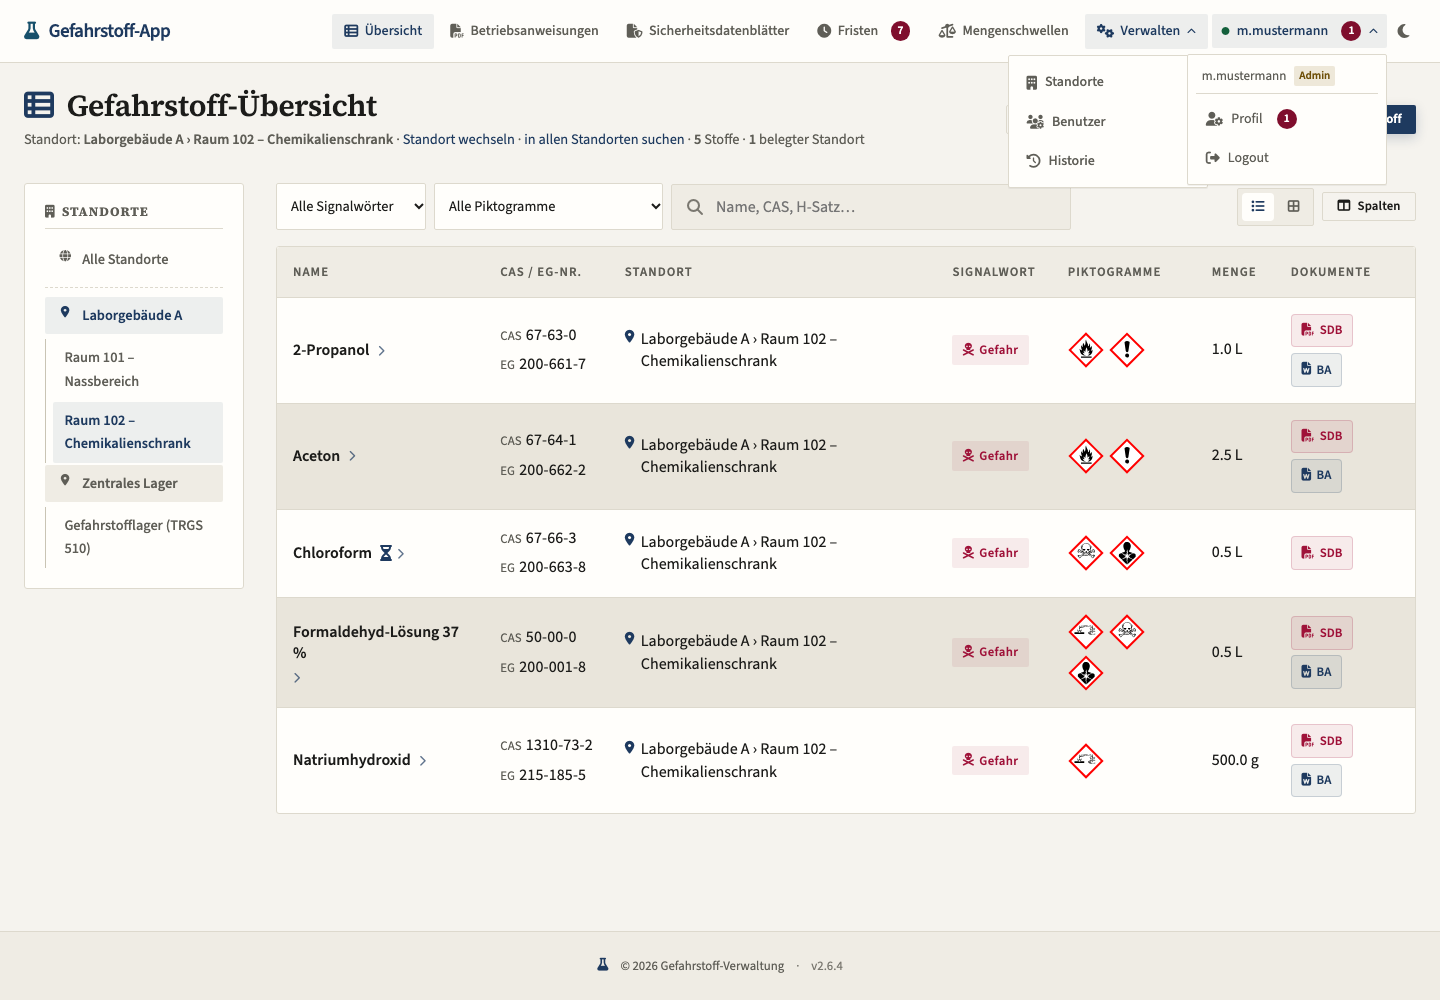 Gefahrstoff-App
Übersicht
Betriebsanweisungen
Sicherheitsdatenblätter
Fristen 7
Mengenschwellen
Verwalten
m.mustermann 1
Standorte
Benutzer
Historie
m.mustermann Admin
Profil 1
Logout
Gefahrstoff-Übersicht
off
Standort: Laborgebäude A › Raum 102 – Chemikalienschrank · Standort wechseln · in allen Standorten suchen · 5 Stoffe · 1 belegter Standort
STANDORTE
Alle Standorte
Laborgebäude A
Raum 101 –
Nassbereich
Raum 102 –
Chemikalienschrank
Zentrales Lager
Gefahrstofflager (TRGS
510)
Alle Signalwörter
Alle Piktogramme
Name, CAS, H-Satz…
Spalten
NAME CAS / EG-NR. STANDORT SIGNALWORT PIKTOGRAMME MENGE DOKUMENTE
2-Propanol
CAS 67-63-0
EG 200-661-7
Laborgebäude A › Raum 102 –
Chemikalienschrank
Gefahr
1.0 L
SDB
BA
Aceton
CAS 67-64-1
EG 200-662-2
Laborgebäude A › Raum 102 –
Chemikalienschrank
Gefahr
2.5 L
SDB
BA
Chloroform
CAS 67-66-3
EG 200-663-8
Laborgebäude A › Raum 102 –
Chemikalienschrank
Gefahr
0.5 L
SDB
Formaldehyd-Lösung 37
%
CAS 50-00-0
EG 200-001-8
Laborgebäude A › Raum 102 –
Chemikalienschrank
Gefahr
0.5 L
SDB
BA
Natriumhydroxid
CAS 1310-73-2
EG 215-185-5
Laborgebäude A › Raum 102 –
Chemikalienschrank
Gefahr
500.0 g
SDB
BA
© 2026 Gefahrstoff-Verwaltung · v2.6.4